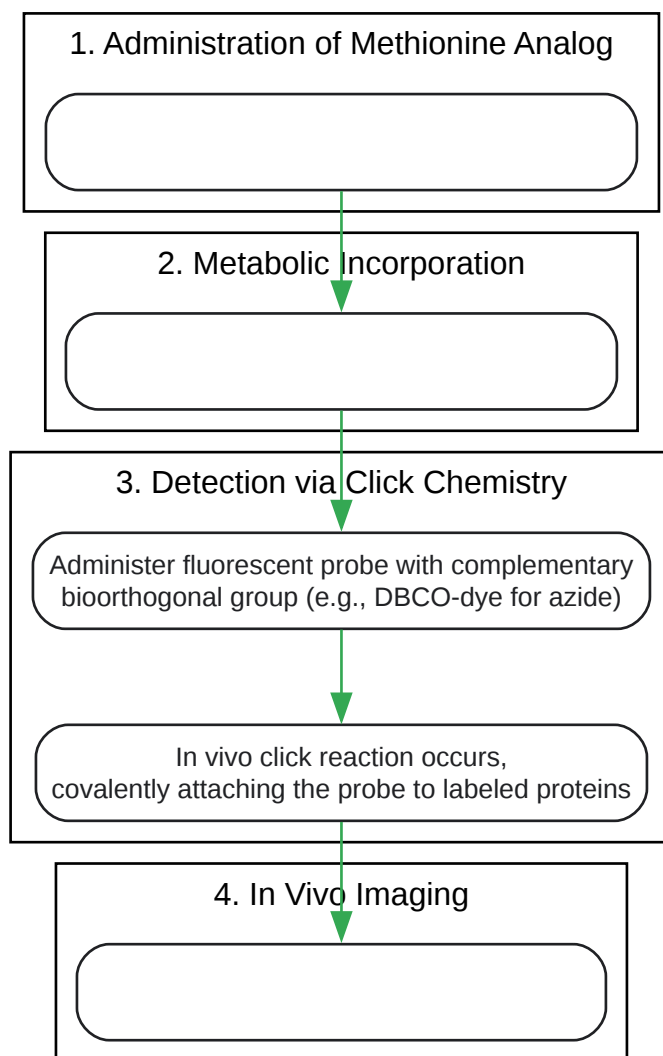 1. Administration of Methionine Analog
2. Metabolic Incorporation
3. Detection via Click Chemistry
Administer fluorescent probe with complementary
bioorthogonal group (e.g., DBCO-dye for azide)
In vivo click reaction occurs,
covalently attaching the probe to labeled proteins
4. In Vivo Imaging